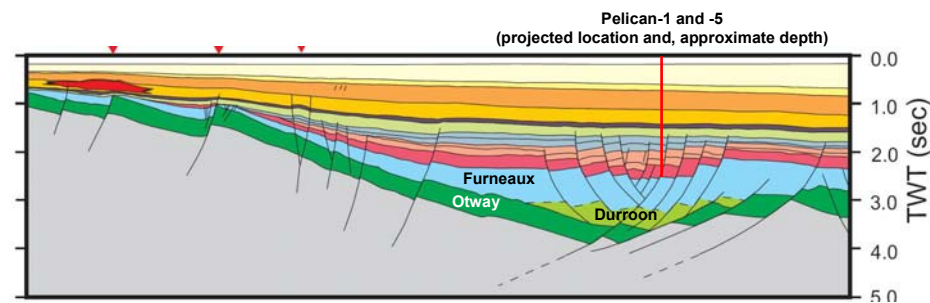 Pelican-1 and -5
(projected location and, approximate depth)
0.0
1.0
2.0
3.0
4.0
5.0
TWT (sec)
Furneaux
Otway
Durroon